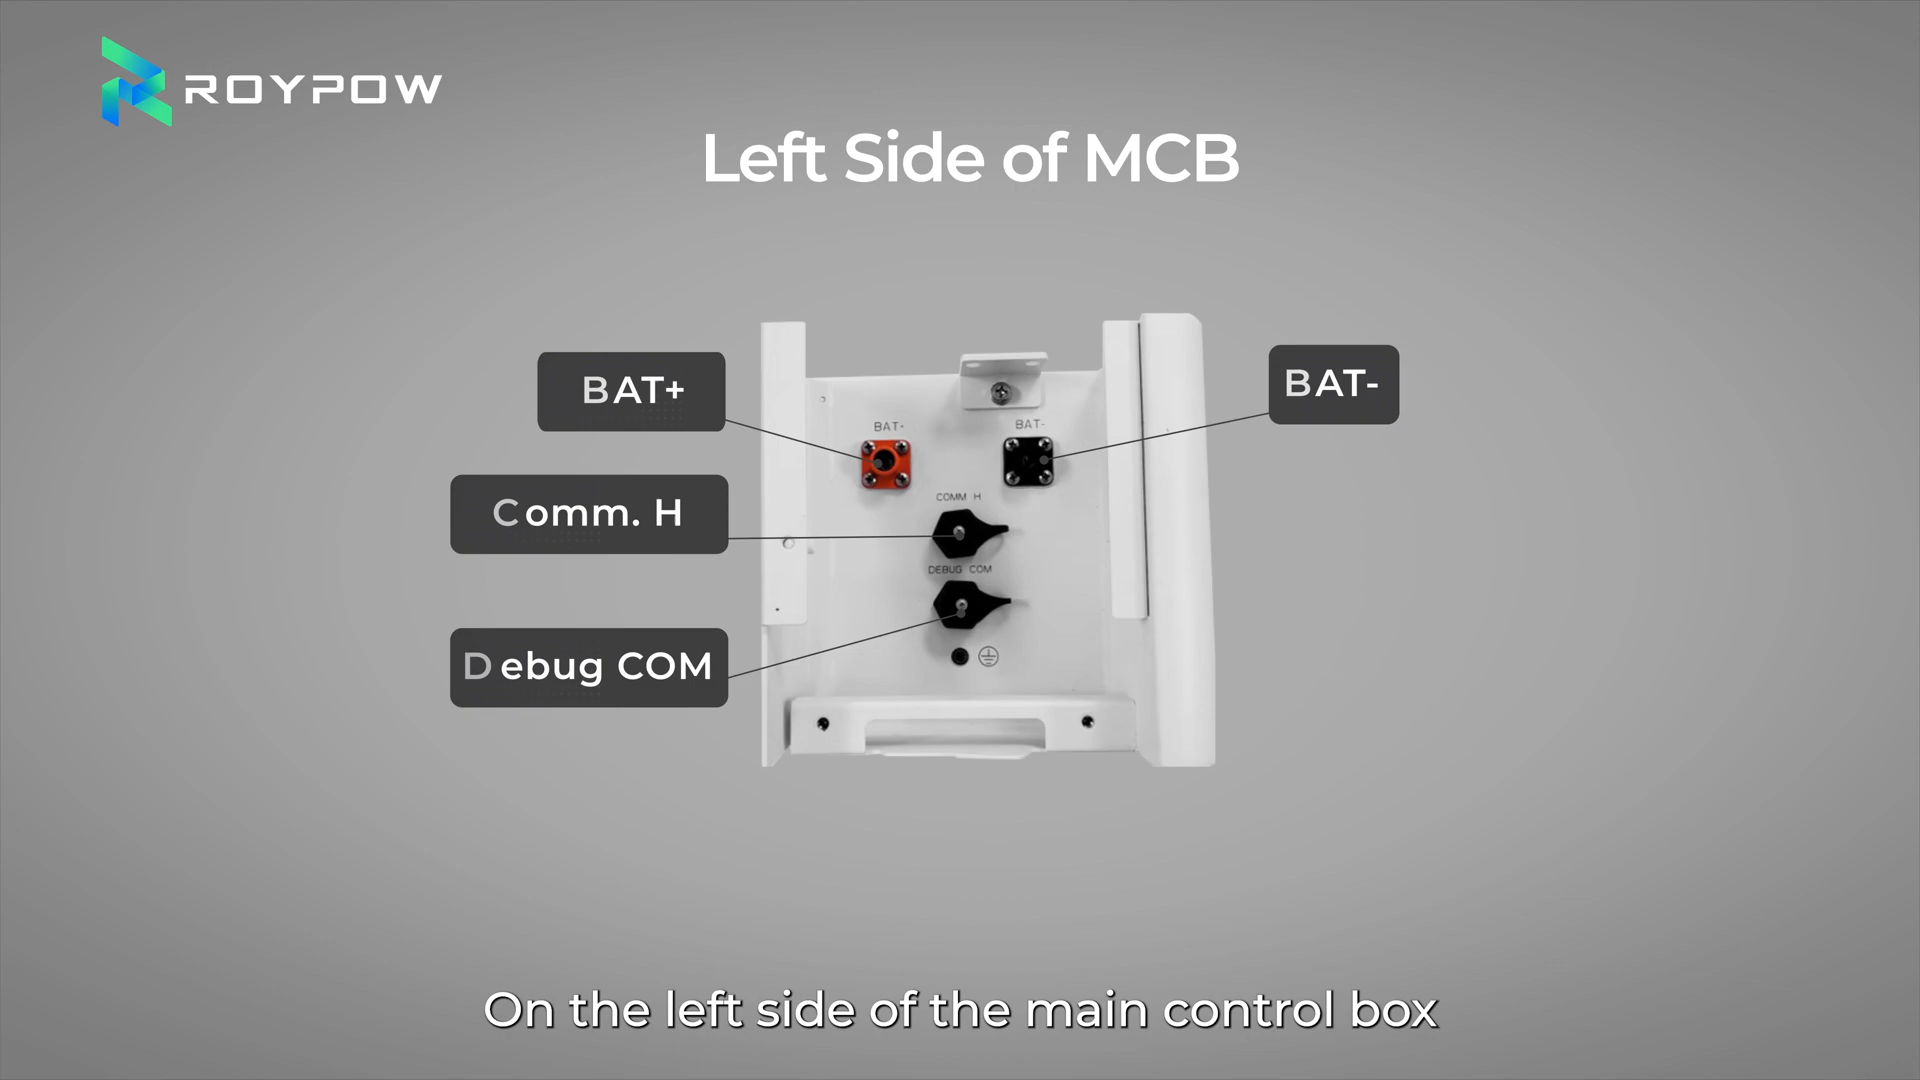 ROYPOW
Left Side of MCB
BAT+
BAT-
BAT-
BAT-
Comm. H
COMM H
DEBUG COM
Debug COM
On the left side of the main control box